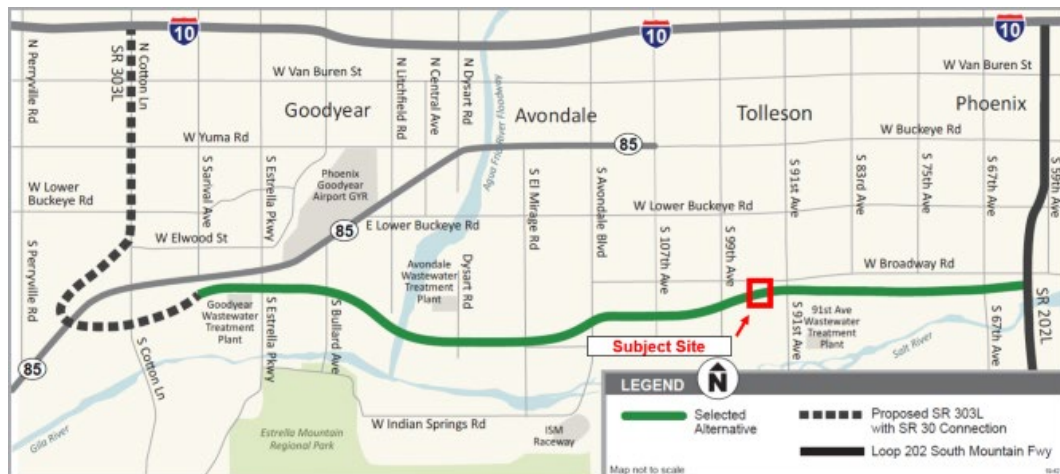 10
10
10
N Perryville Rd
SR 303L
N Cotton Ln
W Van Buren St
N Litchfield Rd
N Central Ave
N Dysart Rd
W Van Buren St
Goodyear
Avondale
Tolleson
Phoenix
W Yuma Rd
85
W Buckeye Rd
Agua Fria River Floodway
Phoenix
Goodyear
Airport GYR
W Lower
Buckeye Rd
S Sarival Ave
S Estrella Pkwy
S El Mirage Rd
S Avondale Blvd
S 91st Ave
S 83rd Ave
S 75th Ave
S 67th Ave
S 59th Ave
W Lower Buckeye Rd
E Lower Buckeye Rd
W Elwood St
85
S Perryville Rd
Avondale
Wastewater
Treatment
Plant
Dysart Rd
S 107th Ave
S 99th Ave
W Broadway Rd
Goodyear
Wastewater
Treatment
Plant
S Estrella Pkwy
S Bullard Ave
S 91st Ave
91st Ave
Wastewater
Treatment
Plant
Salt River
S 67th Ave
SR 202L
Subject Site
85
S Cotton Ln
Gila River
Estrella Mountain
Regional Park
W Indian Springs Rd
ISM
Raceway
LEGEND
N
Selected
Alternative
Proposed SR 303L
with SR 30 Connection
Loop 202 South Mountain Fwy
Map not to scale